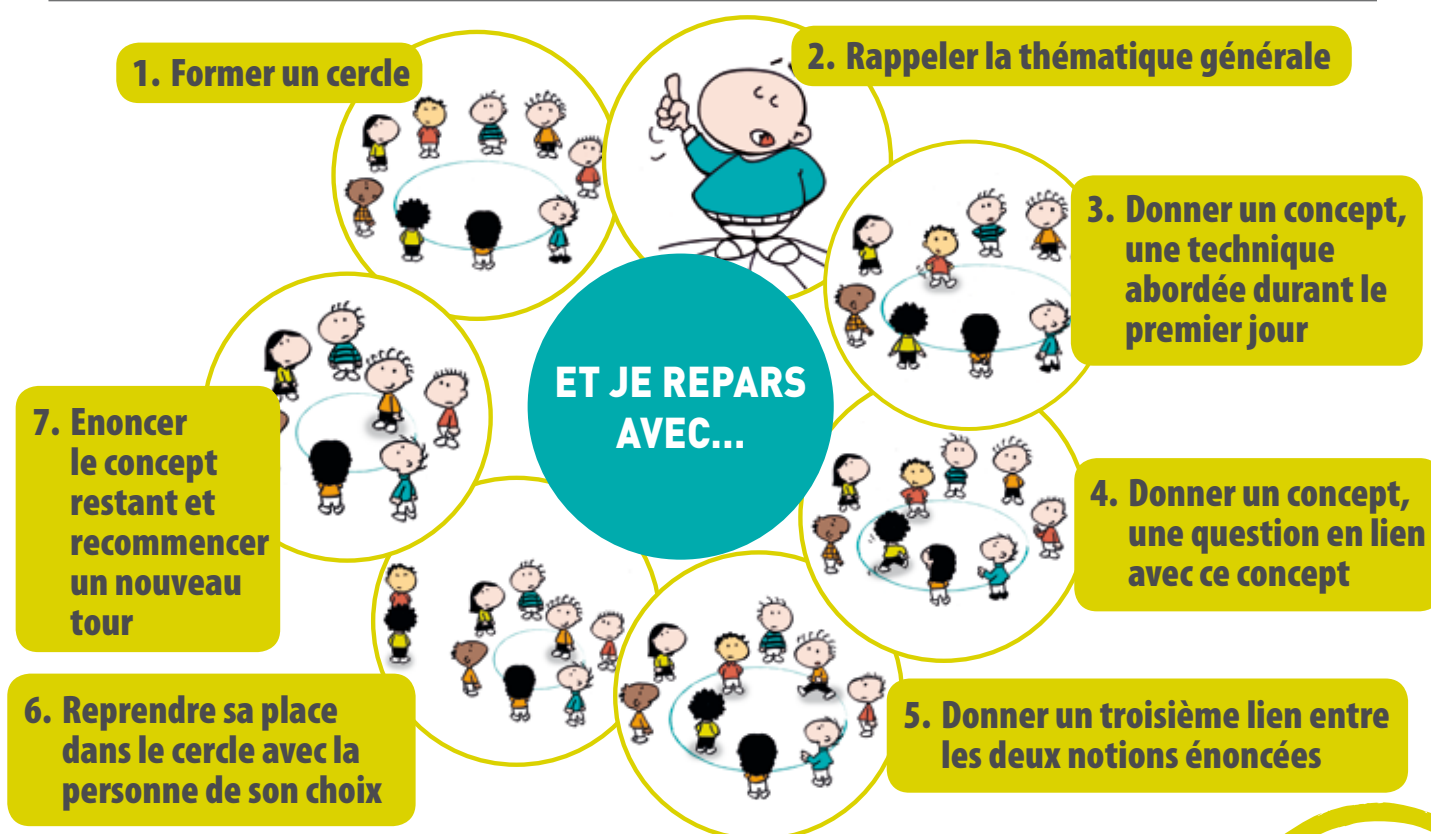 1. Former un cercle
2. Rappeler la thématique générale
3. Donner un concept,
une technique
abordée durant le
premier jour
ET JE REPARS
AVEC...
4. Donner un concept,
une question en lien
avec ce concept
5. Donner un troisième lien entre
les deux notions énoncées
6. Reprendre sa place
dans le cercle avec la
personne de son choix
7. Enoncer
le concept
restant et
recommencer
un nouveau
tour